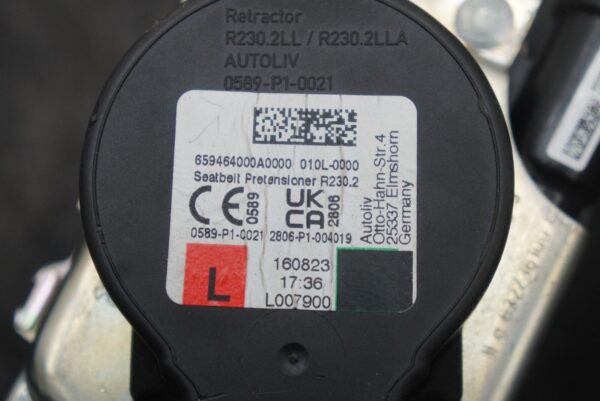 Retractor
R230.2LL / R230.2LLA
AUTOLIV
0589-P1-0021
659464000A0000 010L-0000
Seatbelt Pretensioner R230.2
CE 0589
UK CA 2806
0589-P1-0021 2806-P1-004019
Autoliv
Otto-Hahn-Str.4
25337 Elmshorn
Germany
L
160823
17:36
L007900